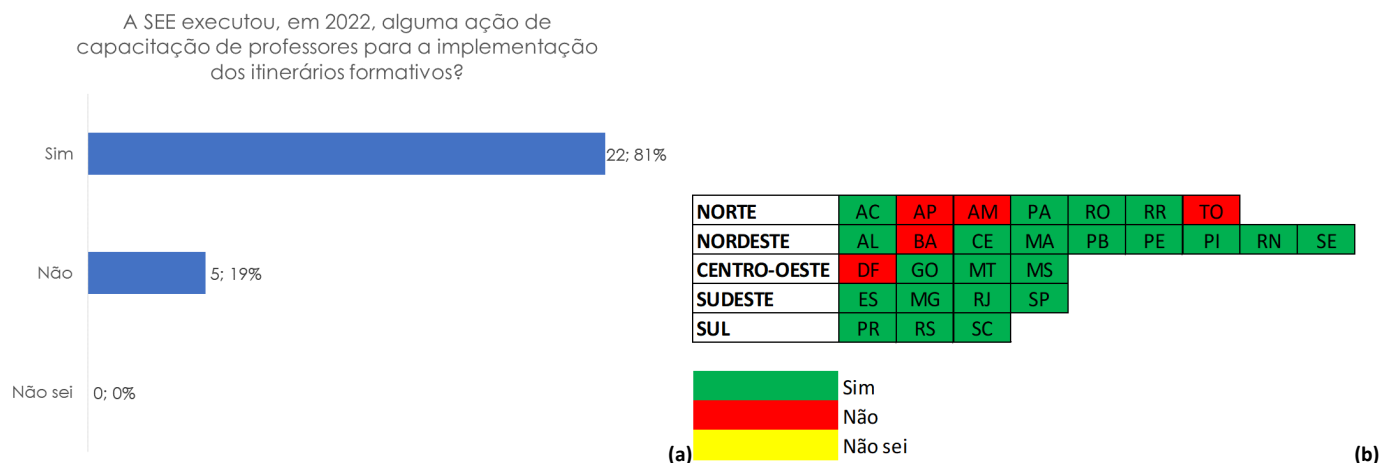 A SEE executou, em 2022, alguma ação de
capacitação de professores para a implementação
dos itinerários formativos?
Sim
22; 81%
Não
5; 19%
Não sei
0; 0%
(a)
NORTE AC AP AM PA RO RR TO
NORDESTE AL BA CE MA PB PE PI RN SE
CENTRO-OESTE DF GO MT MS
SUDESTE ES MG RJ SP
SUL PR RS SC
Sim
Não
Não sei
(b)